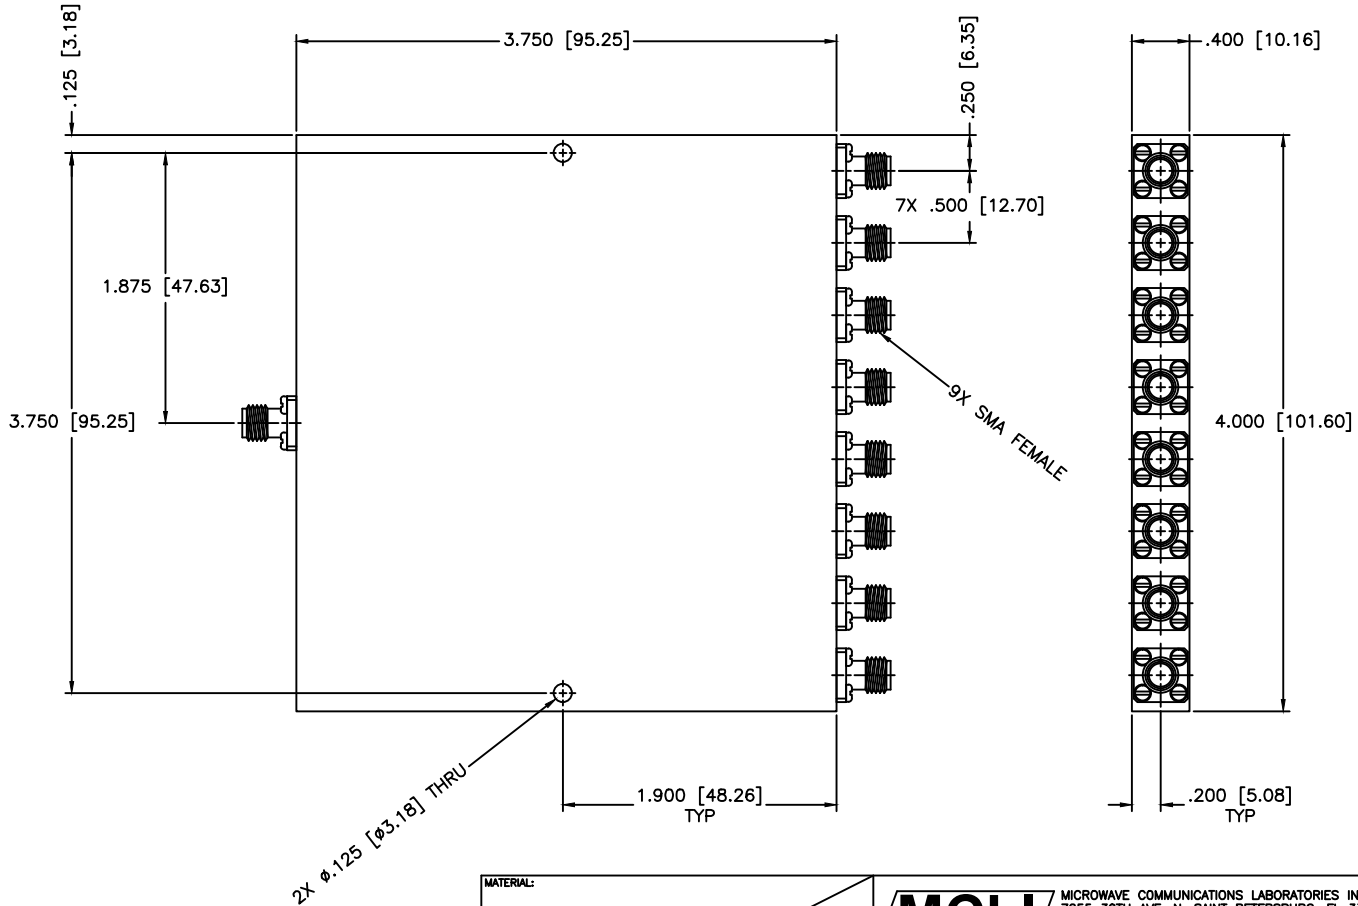 .125 [3.18]
3.750 [95.25]
.250 [6.35]
.400 [10.16]
7X .500 [12.70]
1.875 [47.63]
9X SMA FEMALE
3.750 [95.25]
4.000 [101.60]
2X ø.125 [ø3.18] THRU
1.900 [48.26]
TYP
.200 [5.08]
TYP
MATERIAL:
MICROWAVE COMMUNICATIONS LABORATORIES IN